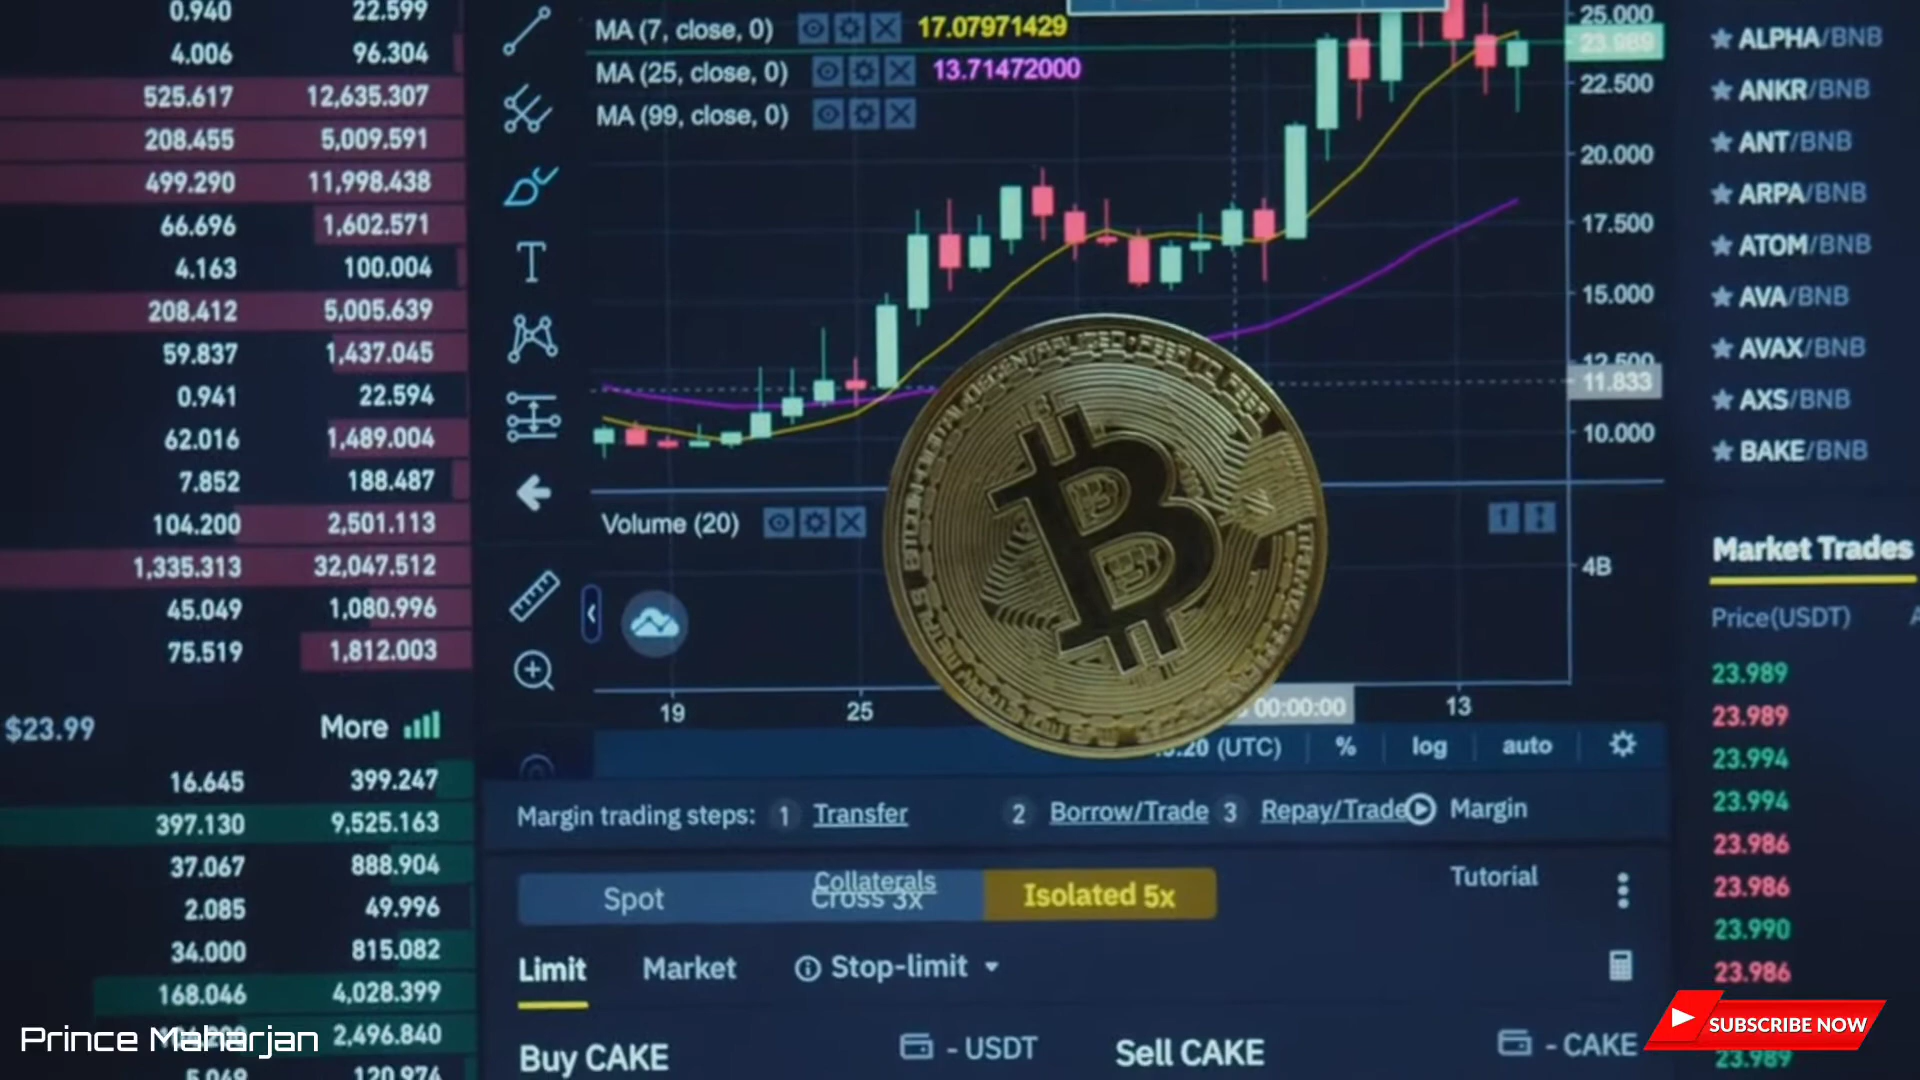 0.940 22.599
4.006 96.304
525.617 12,635.307
208.455 5,009.591
499.290 11,998.438
66.696 1,602.571
4.163 100.004
208.412 5,005.639
59.837 1,437.045
0.941 22.594
62.016 1,489.004
7.852 188.487
104.200 2,501.113
1,335.313 32,047.512
45.049 1,080.996
75.519 1,812.003
$23.99 More
16.645 399.247
397.130 9,525.163
37.067 888.904
2.085 49.996
34.000 815.082
168.046 4,028.399
2,496.840
5.049 120.974
Prince Maharjan
MA (7, close, 0) 17.07971429
MA (25, close, 0) 13.71472000
MA (99, close, 0)
25.000
23.989
22.500
20.000
17.500
15.000
12.500
11.833
10.000
Volume (20)
4B
19 25 00:00:00 13
(UTC) % log auto
Margin trading steps: 1 Transfer 2 Borrow/Trade 3 Repay/Trade Margin
Tutorial
Spot Collaterals Cross 3x Isolated 5x
Limit Market Stop-limit
Buy CAKE - USDT Sell CAKE - CAKE
ALPHA/BNB
ANKR/BNB
ANT/BNB
ARPA/BNB
ATOM/BNB
AVA/BNB
AVAX/BNB
AXS/BNB
BAKE/BNB
Market Trades
Price(USDT)
23.989
23.989
23.994
23.994
23.986
23.986
23.990
23.986
SUBSCRIBE NOW
23.989